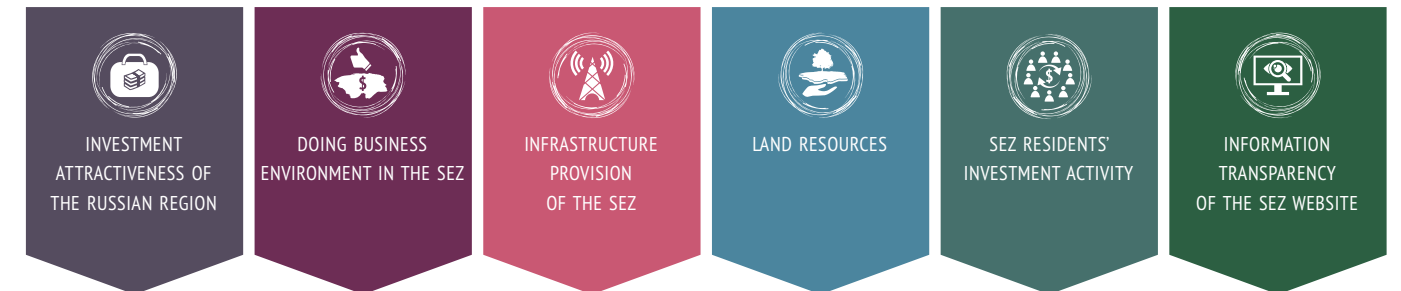 INVESTMENT
ATTRACTIVENESS OF
THE RUSSIAN REGION
DOING BUSINESS
ENVIRONMENT IN THE SEZ
INFRASTRUCTURE
PROVISION
OF THE SEZ
LAND RESOURCES
SEZ RESIDENTS’
INVESTMENT ACTIVITY
INFORMATION
TRANSPARENCY
OF THE SEZ WEBSITE